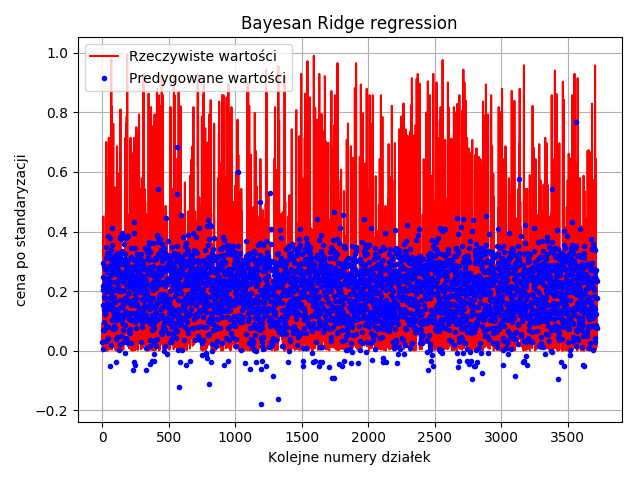 Bayesan Ridge regression
Rzeczywiste wartości
Predygowane wartości
cena po standaryzacji
1.0
0.8
0.6
0.4
0.2
0.0
−0.2
0 500 1000 1500 2000 2500 3000 3500
Kolejne numery działek